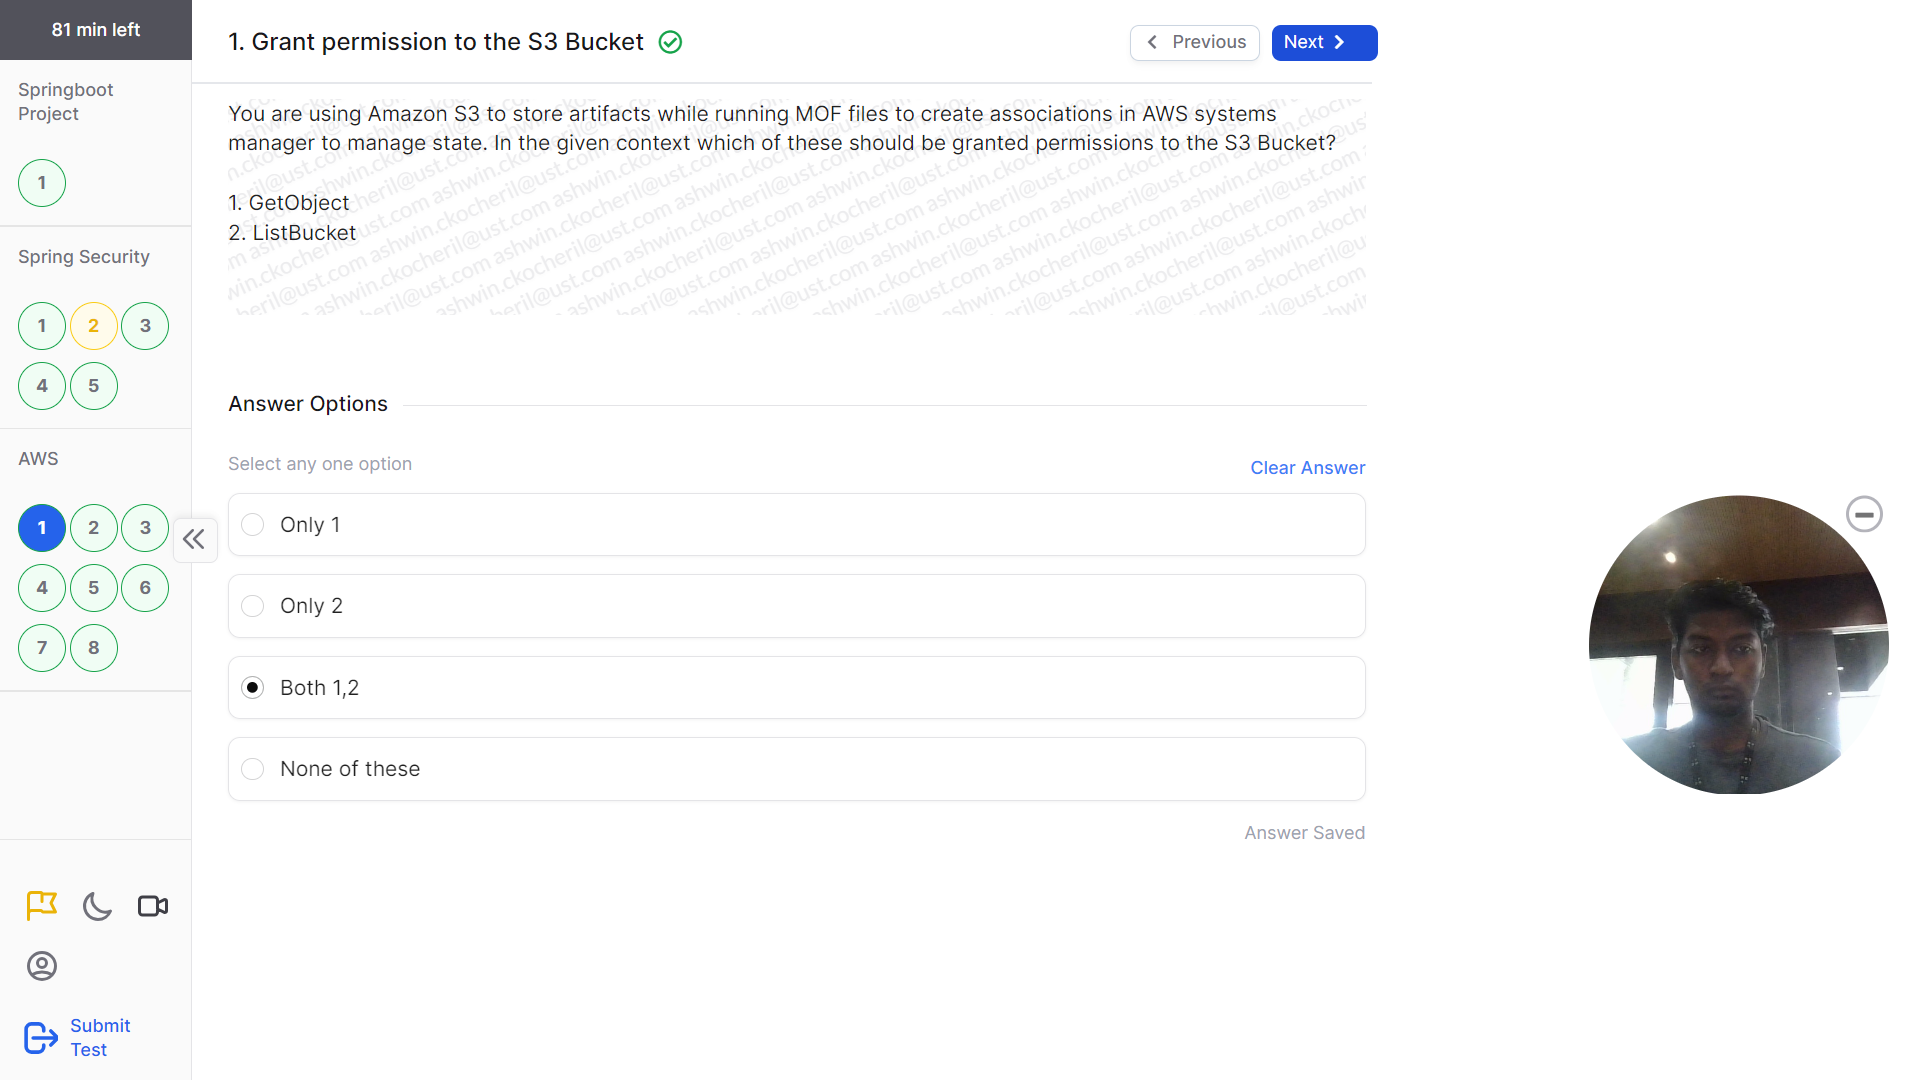 81 min left
1. Grant permission to the S3 Bucket
Previous
Next
Springboot
Project
1
Spring Security
1 2 3
4 5
AWS
1 2 3
4 5 6
7 8
Submit
Test
You are using Amazon S3 to store artifacts while running MOF files to create associations in AWS systems
manager to manage state. In the given context which of these should be granted permissions to the S3 Bucket?
1. GetObject
2. ListBucket
ashwin.ckocheril@ust.com
Answer Options
Select any one option
Clear Answer
Only 1
Only 2
Both 1,2
None of these
Answer Saved